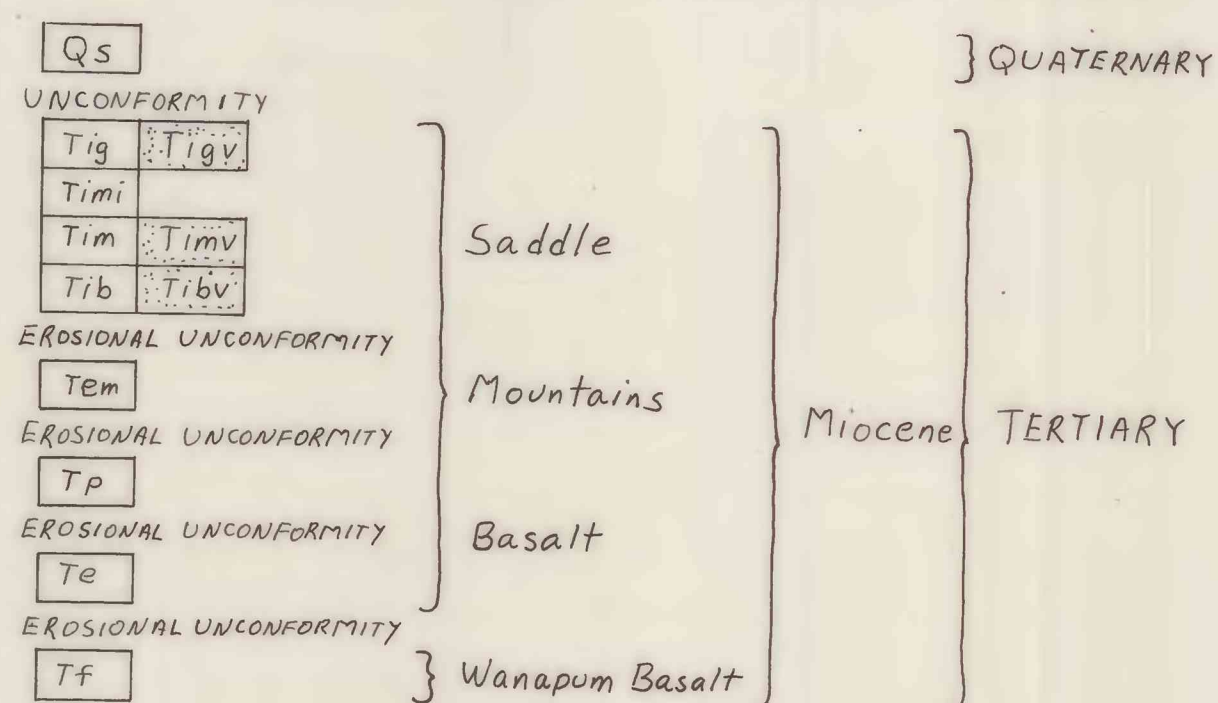 Qs
} QUATERNARY
UNCONFORMITY
Tig Tigv
Timi
Tim Timv
Tib Tibv
Saddle
EROSIONAL UNCONFORMITY
Tem
Mountains
EROSIONAL UNCONFORMITY
Miocene
TERTIARY
Tp
EROSIONAL UNCONFORMITY
Basalt
Te
EROSIONAL UNCONFORMITY
Tf
} Wanapum Basalt